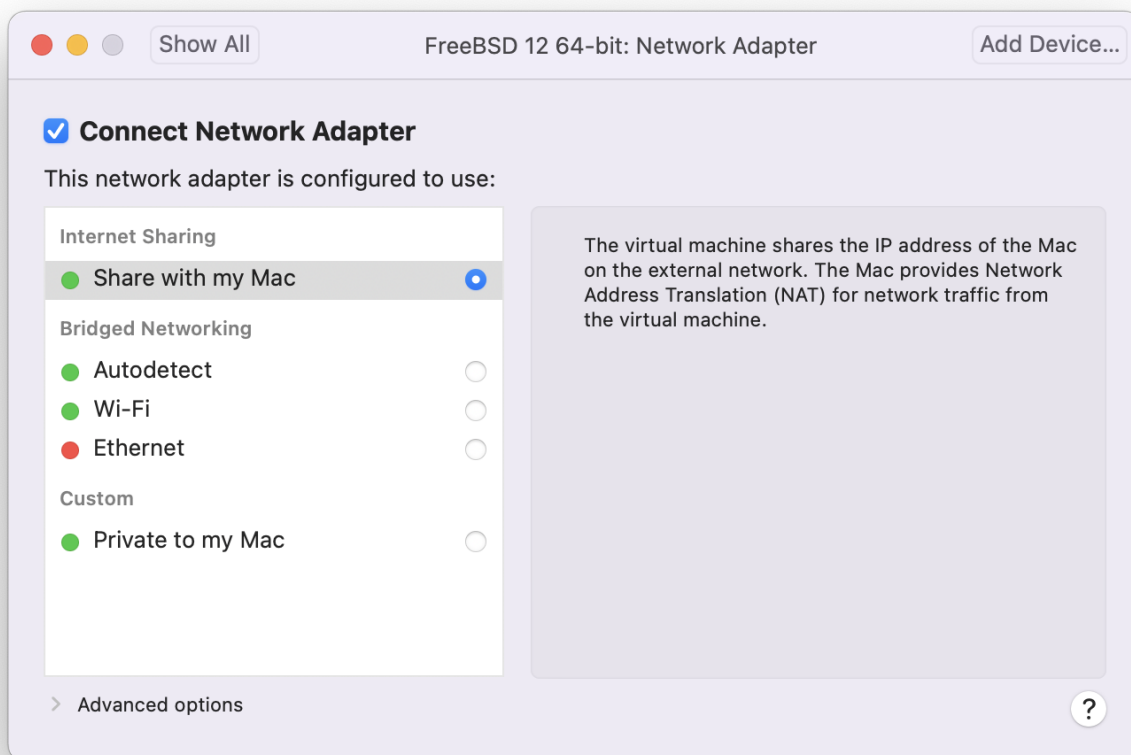 Show All
FreeBSD 12 64-bit: Network Adapter
Add Device...
Connect Network Adapter
This network adapter is configured to use:
Internet Sharing
Share with my Mac
Bridged Networking
Autodetect
Wi-Fi
Ethernet
Custom
Private to my Mac
The virtual machine shares the IP address of the Mac
on the external network. The Mac provides Network
Address Translation (NAT) for network traffic from
the virtual machine.
Advanced options
?